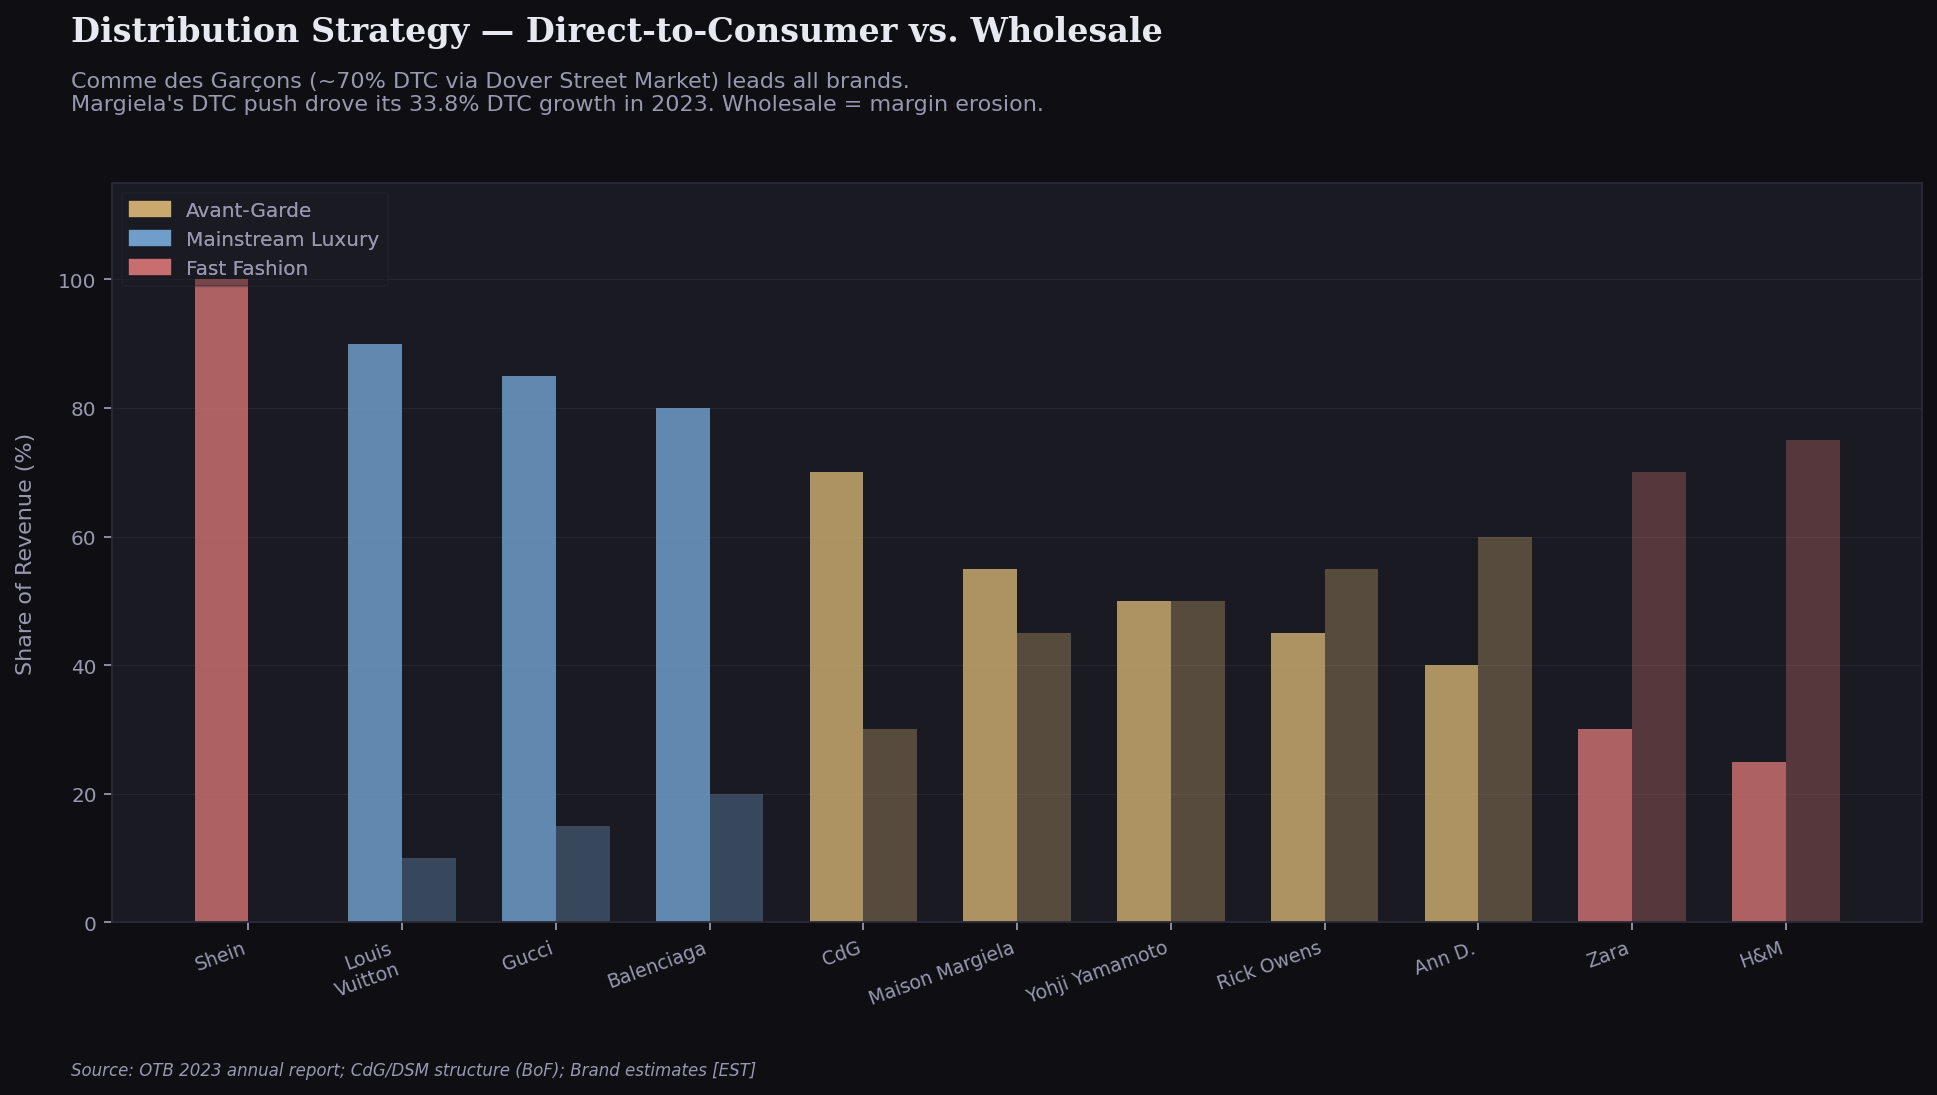 Distribution Strategy — Direct-to-Consumer vs. Wholesale
Comme des Garçons (~70% DTC via Dover Street Market) leads all brands.
Margiela's DTC push drove its 33.8% DTC growth in 2023. Wholesale = margin erosion.
Avant-Garde
Mainstream Luxury
Fast Fashion
Share of Revenue (%)
100
80
60
40
20
0
Shein
Louis
Vuitton
Gucci
Balenciaga
CdG
Maison Margiela
Yohji Yamamoto
Rick Owens
Ann D.
Zara
H&M
Source: OTB 2023 annual report; CdG/DSM structure (BoF); Brand estimates [EST]